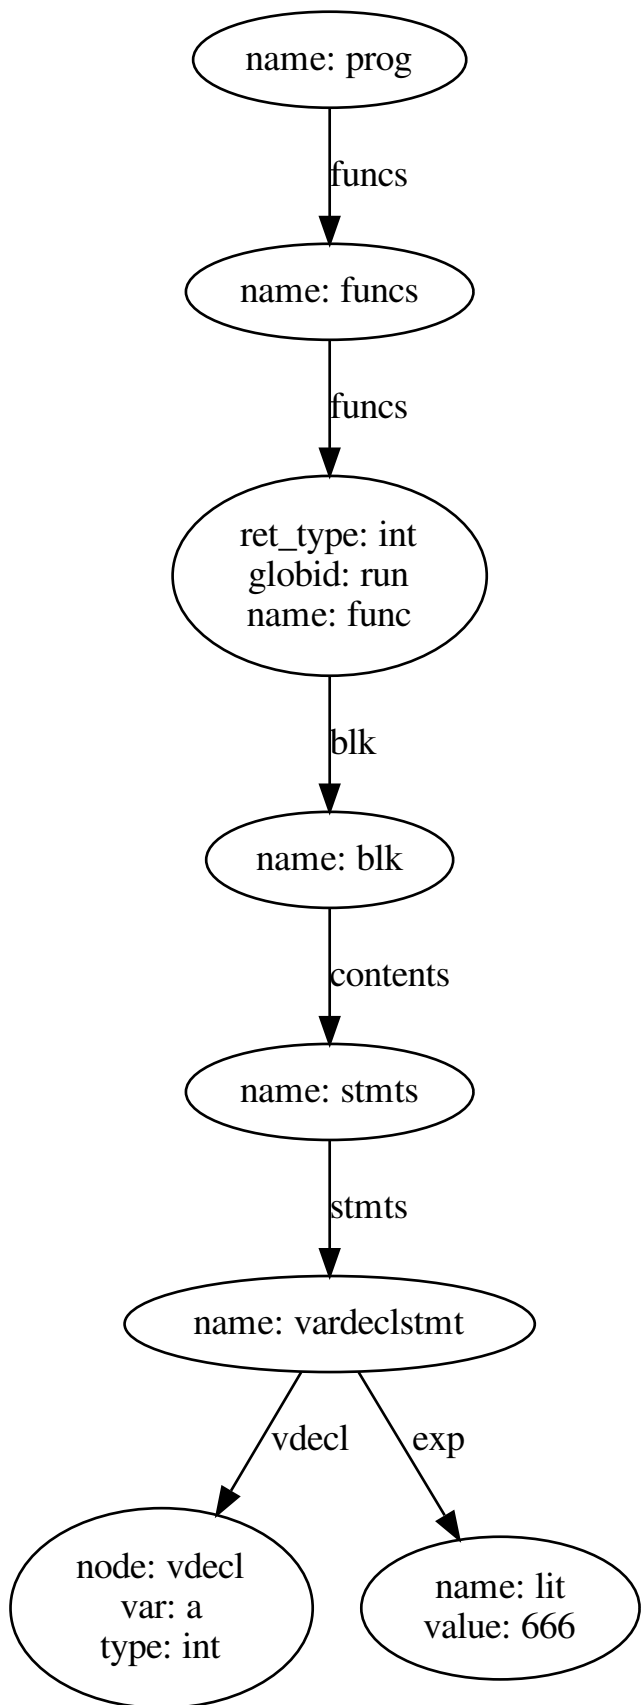 name: prog
funcs
name: funcs
funcs
ret_type: int
globid: run
name: func
blk
name: blk
contents
name: stmts
stmts
name: vardeclstmt
vdecl
exp
node: vdecl
var: a
type: int
name: lit
value: 666